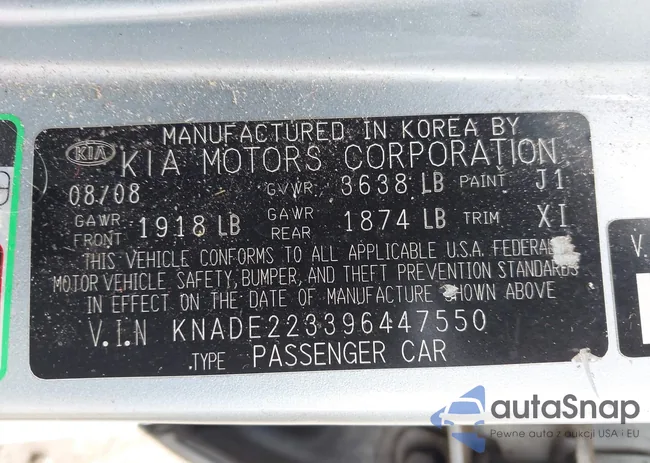 MANUFACTURED IN KOREA BY
KIA KIA MOTORS CORPORATION
08/08 GVWR 3638 LB PAINT J1
GAWR FRONT 1918 LB GAWR REAR 1874 LB TRIM XI
THIS VEHICLE CONFORMS TO ALL APPLICABLE U.S.A. FEDERAL
MOTOR VEHICLE SAFETY, BUMPER, AND THEFT PREVENTION STANDARDS
IN EFFECT ON THE DATE OF MANUFACTURE SHOWN ABOVE
V.I.N KNADE223396447550
TYPE PASSENGER CAR
V.
autaSnap
Pewne auta z aukcji USA i EU